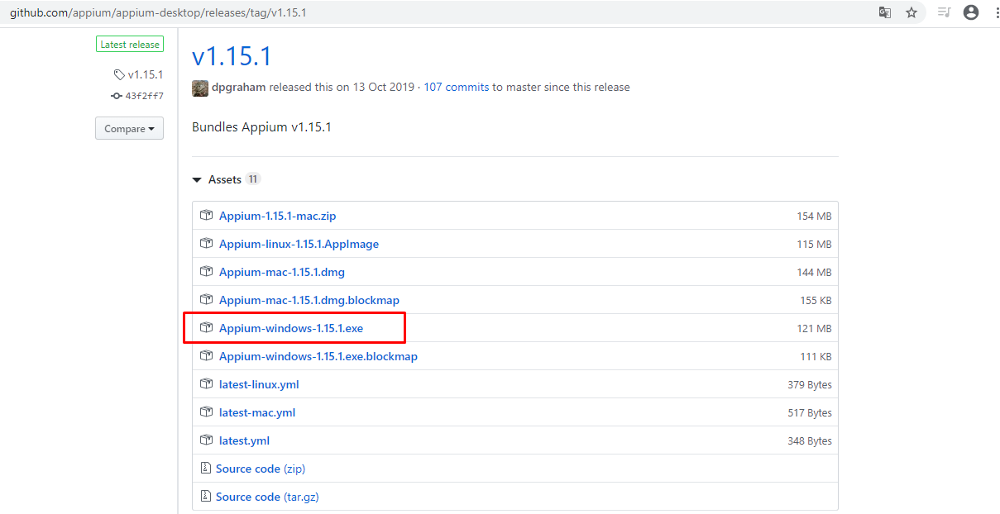 github.com/appium/appium-desktop/releases/tag/v1.15.1
Latest release
v1.15.1
43f2ff7
Compare
v1.15.1
dpgraham released this on 13 Oct 2019 · 107 commits to master since this release
Bundles Appium v1.15.1
Assets 11
Appium-1.15.1-mac.zip 154 MB
Appium-linux-1.15.1.AppImage 115 MB
Appium-mac-1.15.1.dmg 144 MB
Appium-mac-1.15.1.dmg.blockmap 155 KB
Appium-windows-1.15.1.exe 121 MB
Appium-windows-1.15.1.exe.blockmap 111 KB
latest-linux.yml 379 Bytes
latest-mac.yml 517 Bytes
latest.yml 348 Bytes
Source code (zip)
Source code (tar.gz)